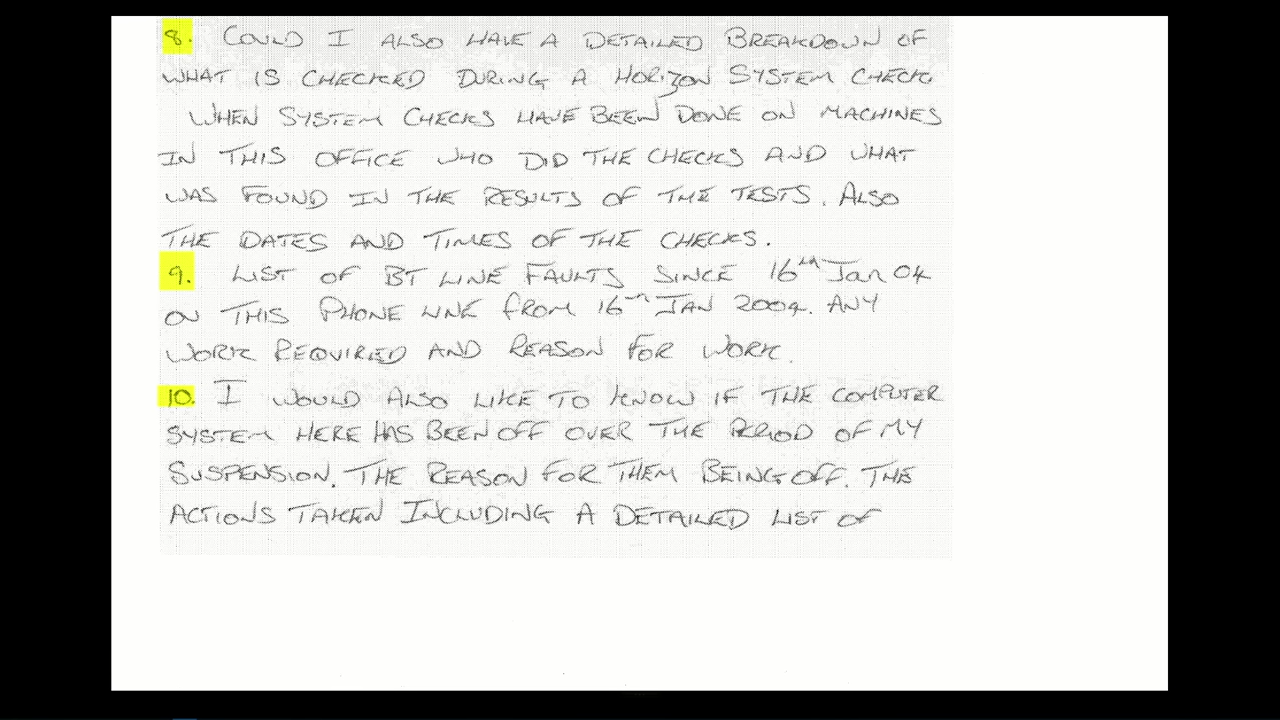 8. COULD I ALSO HAVE A DETAILED BREAKDOWN OF
WHAT IS CHECKED DURING A HORIZON SYSTEM CHECK.
WHEN SYSTEM CHECKS HAVE BEEN DONE ON MACHINES
IN THIS OFFICE WHO DID THE CHECKS AND WHAT
WAS FOUND IN THE RESULTS OF THE TESTS. ALSO
THE DATES AND TIMES OF THE CHECKS.
9. LIST OF BT LINE FAULTS SINCE 16th Jan 04
ON THIS PHONE LINE FROM 16th JAN 2004. ANY
WORK REQUIRED AND REASON FOR WORK.
10. I WOULD ALSO LIKE TO KNOW IF THE COMPUTER
SYSTEM HERE HAS BEEN OFF OVER THE PERIOD OF MY
SUSPENSION. THE REASON FOR THEM BEING OFF. THE
ACTIONS TAKEN INCLUDING A DETAILED LIST OF